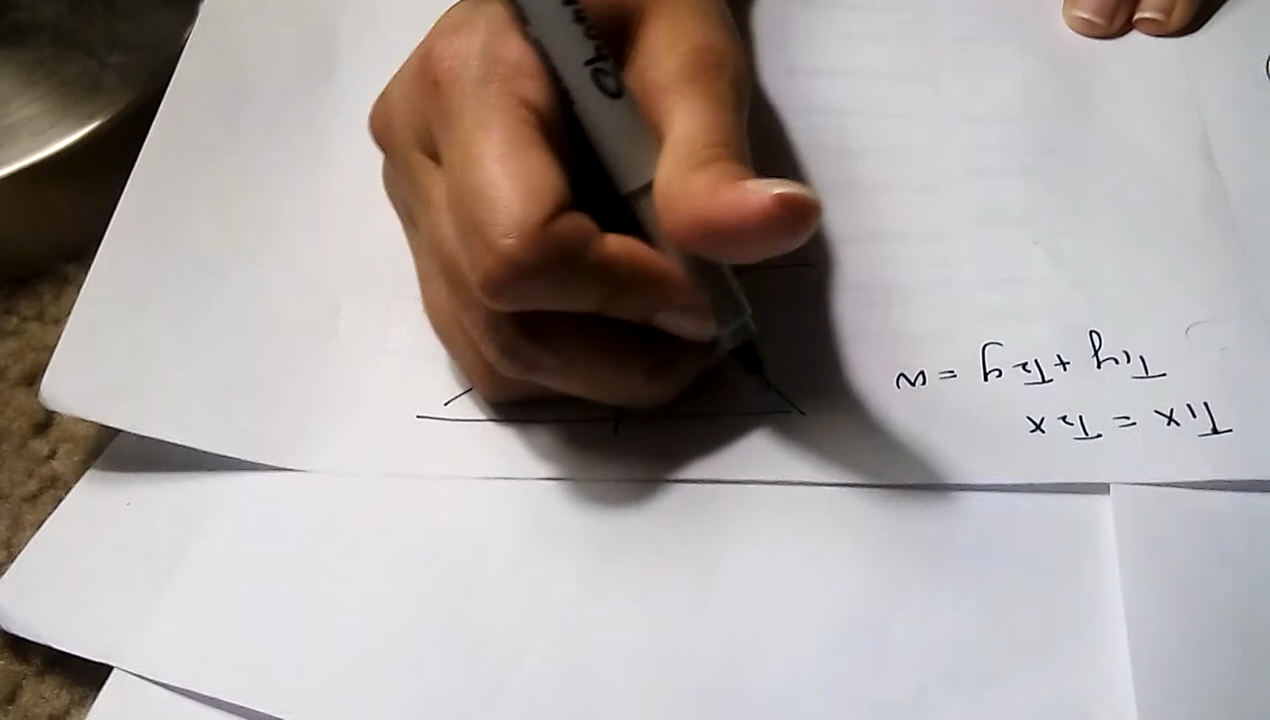 T₁x = T₂x
T₁y + T₂y = w